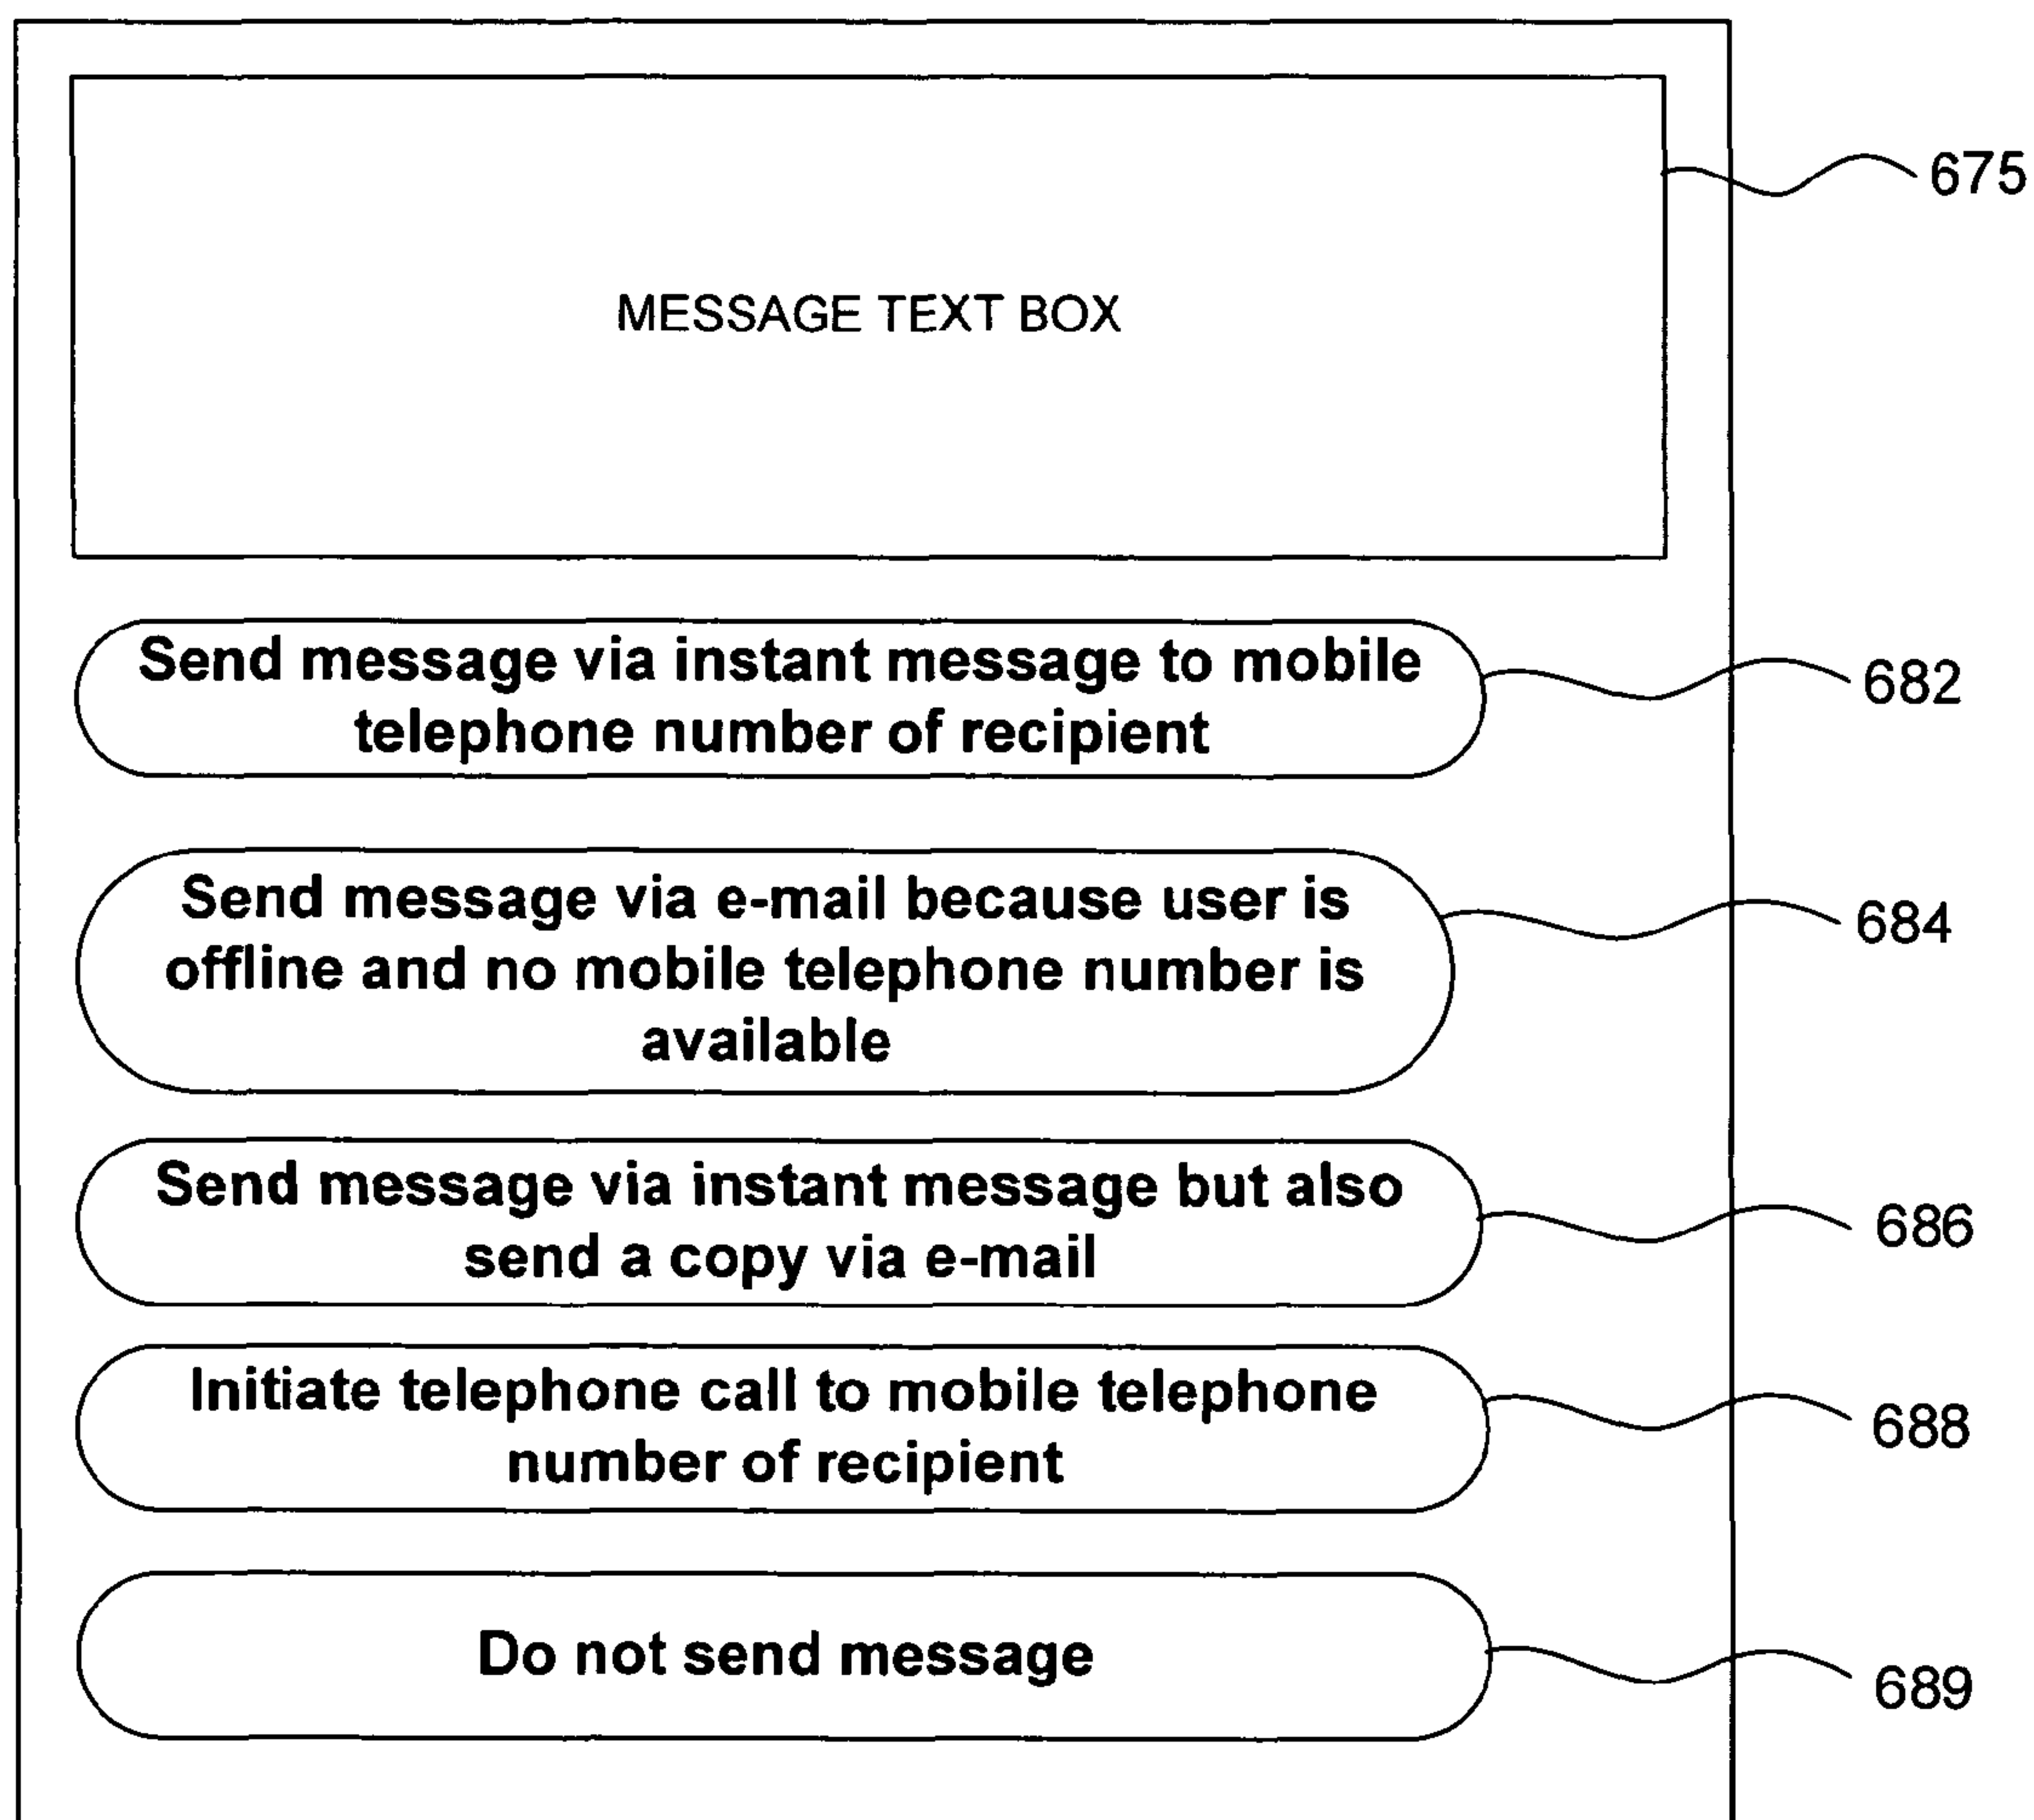 675
MESSAGE TEXT BOX
Send message via instant message to mobile
telephone number of recipient
682
Send message via e-mail because user is
offline and no mobile telephone number is
available
684
Send message via instant message but also
send a copy via e-mail
686
Initiate telephone call to mobile telephone
number of recipient
688
Do not send message
689